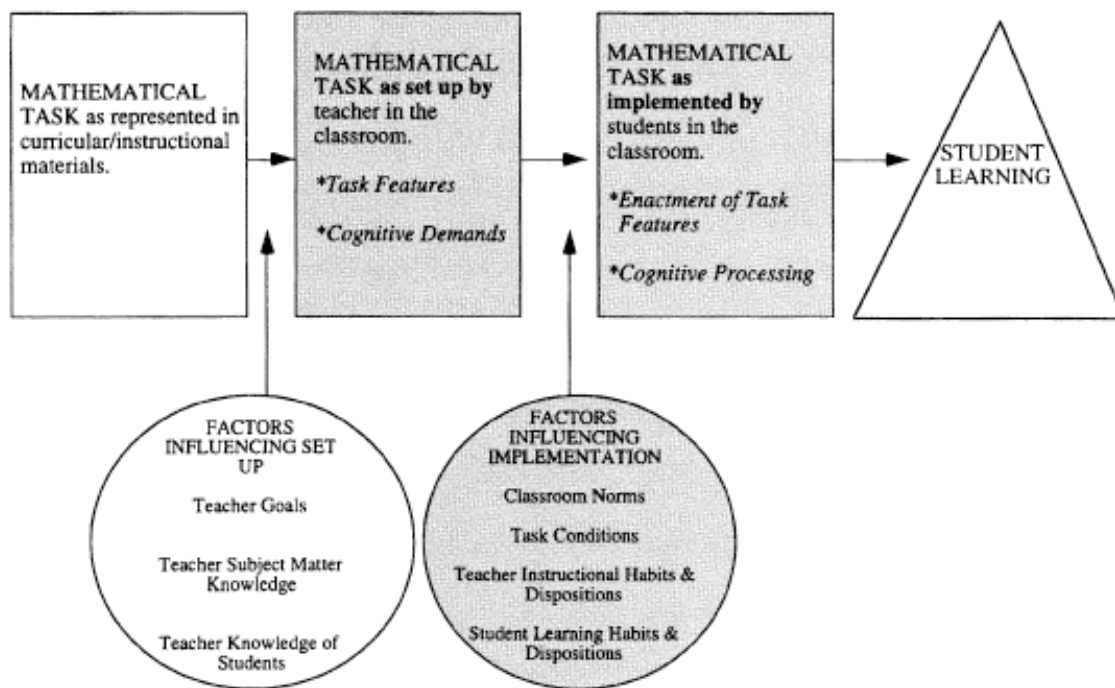 MATHEMATICAL
TASK as represented in
curricular/instructional
materials.
MATHEMATICAL
TASK as set up by
teacher in the
classroom.
*Task Features
*Cognitive Demands
MATHEMATICAL
TASK as
implemented by
students in the
classroom.
*Enactment of Task
Features
*Cognitive Processing
STUDENT
LEARNING
FACTORS
INFLUENCING SET
UP
Teacher Goals
Teacher Subject Matter
Knowledge
Teacher Knowledge of
Students
FACTORS
INFLUENCING
IMPLEMENTATION
Classroom Norms
Task Conditions
Teacher Instructional Habits &
Dispositions
Student Learning Habits &
Dispositions